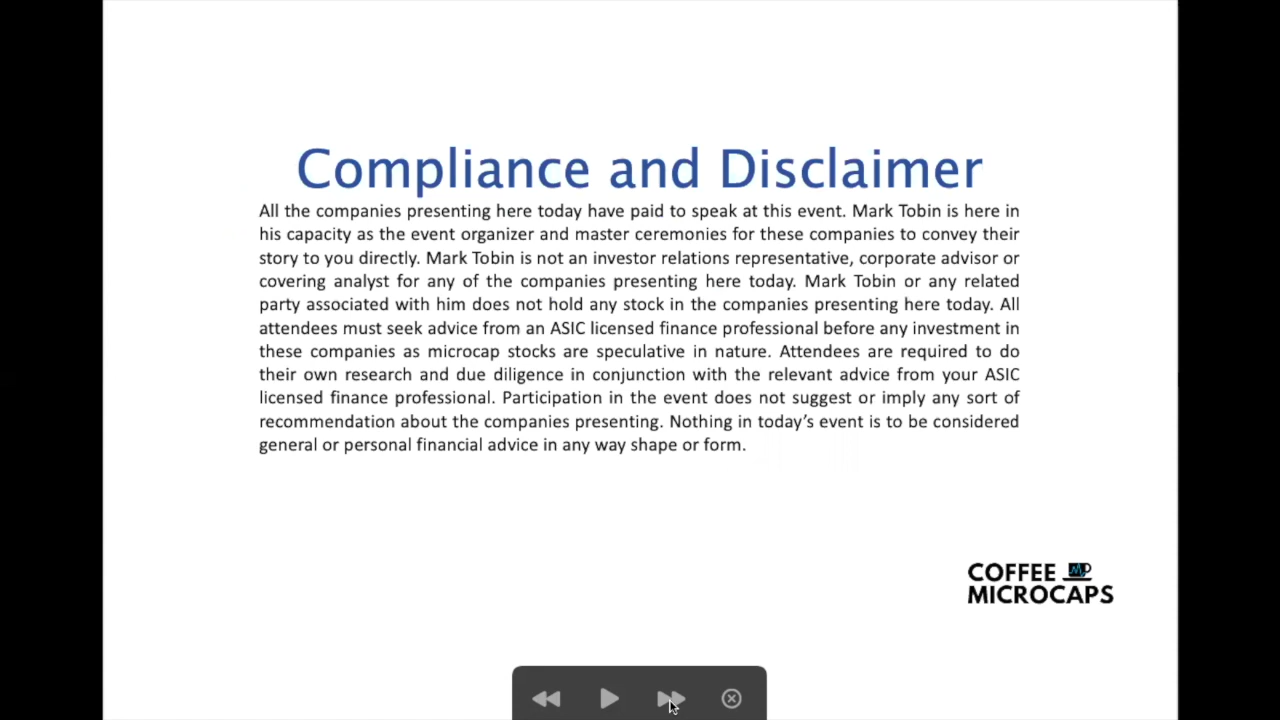 Compliance and Disclaimer
All the companies presenting here today have paid to speak at this event. Mark Tobin is here in
his capacity as the event organizer and master ceremonies for these companies to convey their
story to you directly. Mark Tobin is not an investor relations representative, corporate advisor or
covering analyst for any of the companies presenting here today. Mark Tobin or any related
party associated with him does not hold any stock in the companies presenting here today. All
attendees must seek advice from an ASIC licensed finance professional before any investment in
these companies as microcap stocks are speculative in nature. Attendees are required to do
their own research and due diligence in conjunction with the relevant advice from your ASIC
licensed finance professional. Participation in the event does not suggest or imply any sort of
recommendation about the companies presenting. Nothing in today’s event is to be considered
general or personal financial advice in any way shape or form.
COFFEE
MICROCAPS